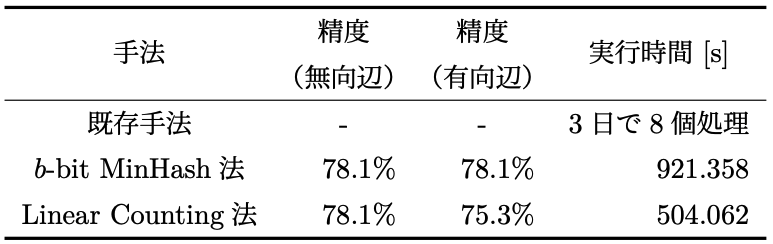 手法 精度 精度 実行時間 [s]
(無向辺) (有向辺)
既存手法 - - 3 日で 8 個処理
b-bit MinHash 法 78.1% 78.1% 921.358
Linear Counting 法 78.1% 75.3% 504.062